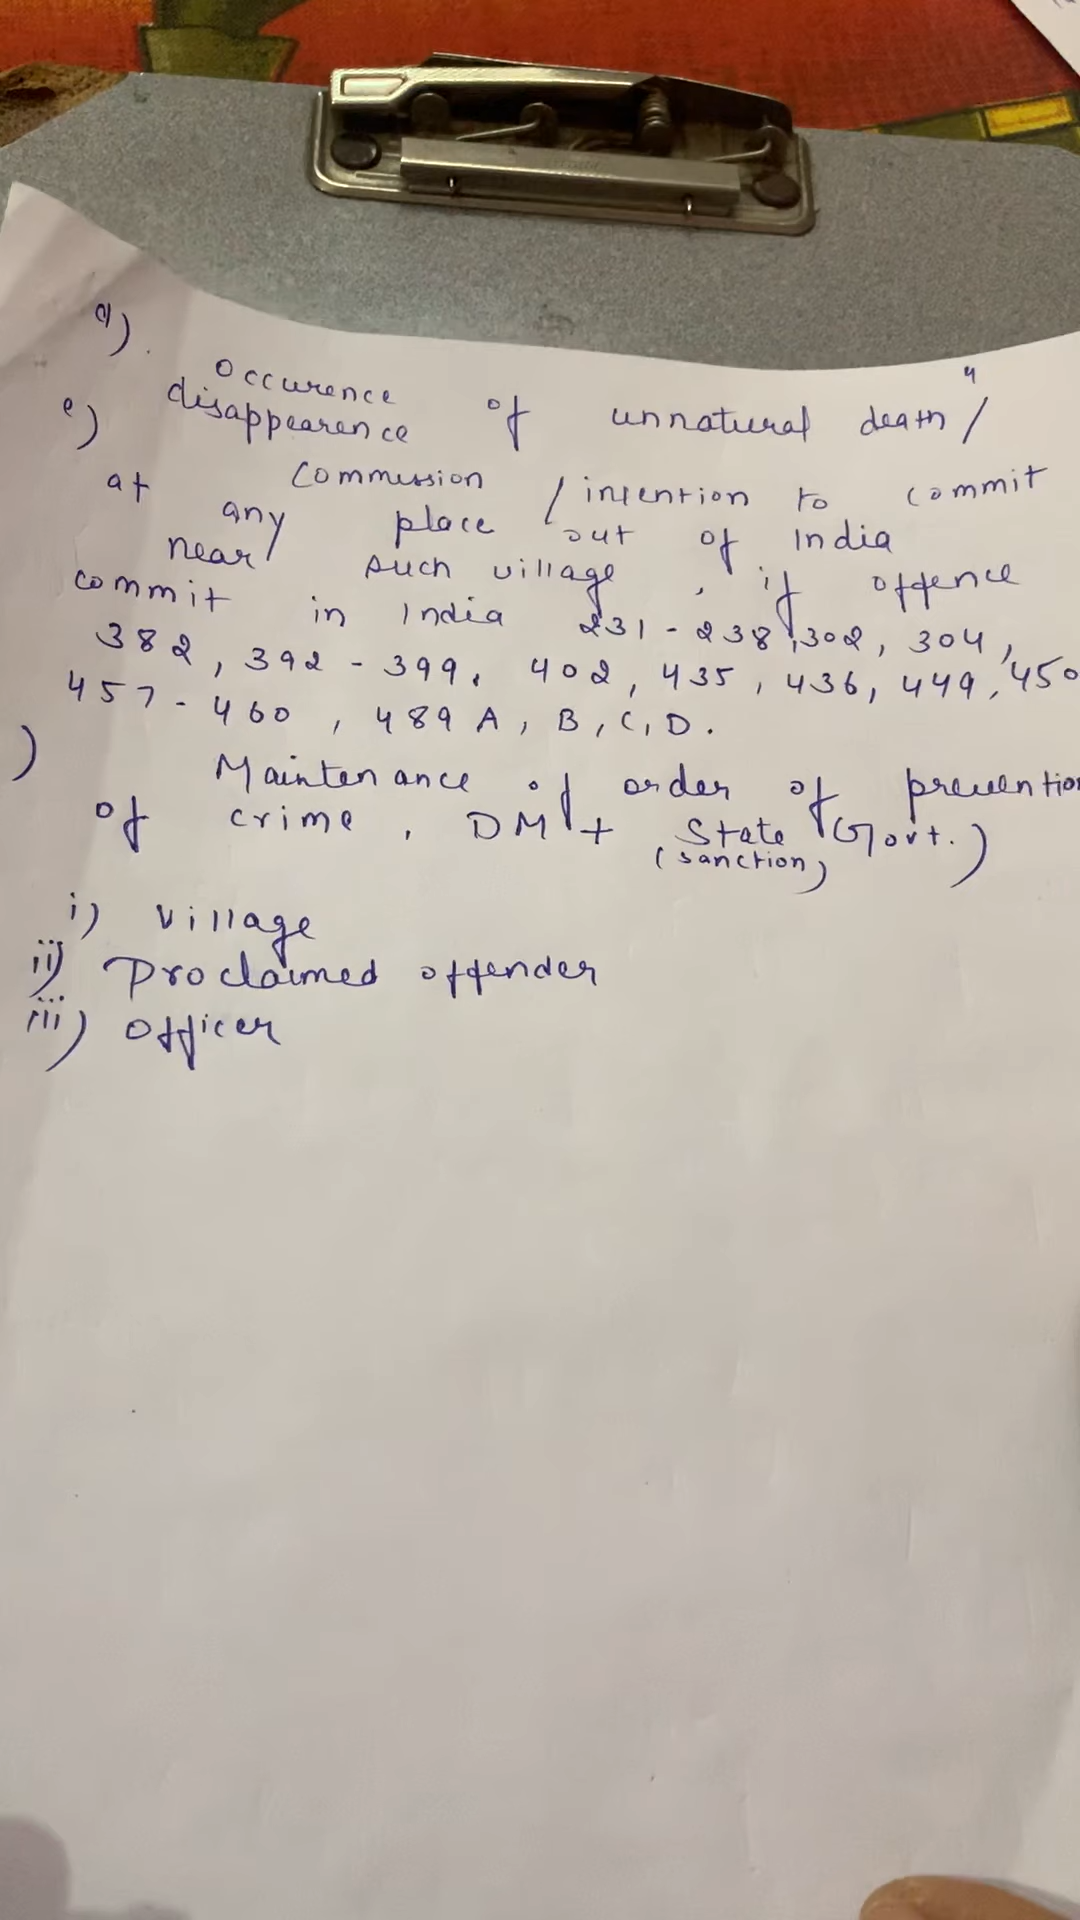 d).
occurence of unnatural death /
disappearence
e) commission / intention to commit
at any place out of India
near such village, if offence
commit in India 231-238, 302, 304,
382, 392-399, 402, 435, 436, 449, 450
457-460, 489 A, B, C, D.
) Maintenance of order of prevention
of crime, DM + State Govt.)
(sanction)
i) Village
ii) Proclaimed offender
iii) Officer